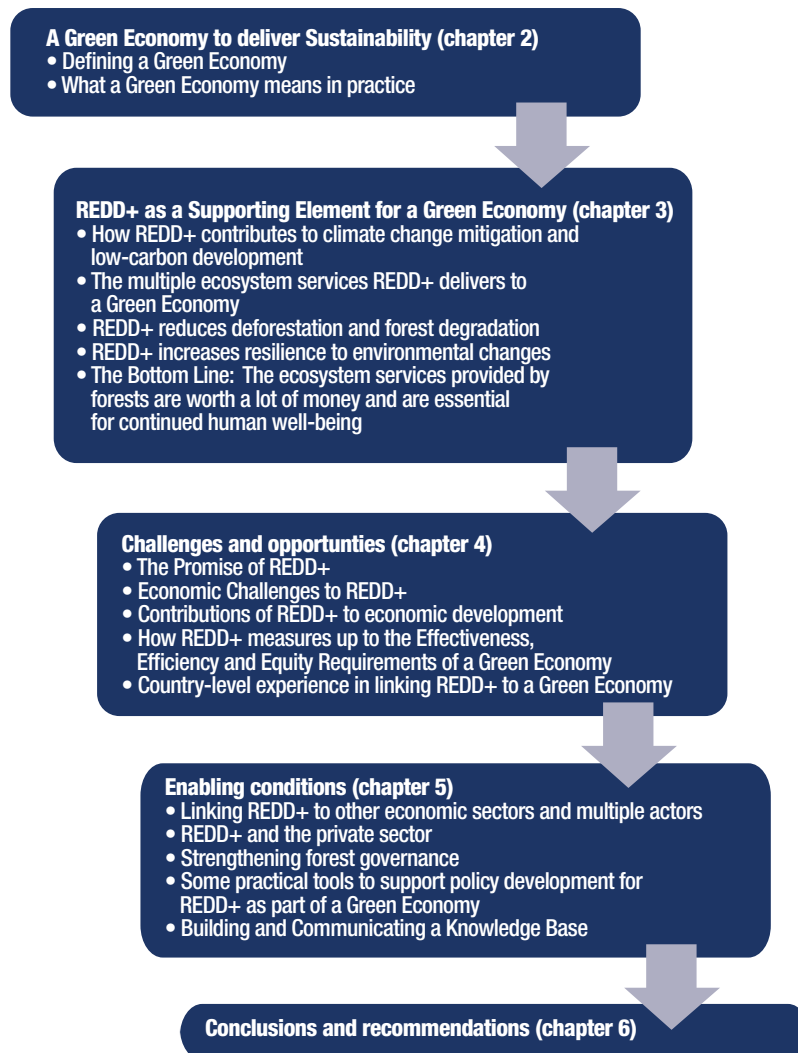 A Green Economy to deliver Sustainability (chapter 2)
• Defining a Green Economy
• What a Green Economy means in practice
REDD+ as a Supporting Element for a Green Economy (chapter 3)
• How REDD+ contributes to climate change mitigation and
low-carbon development
• The multiple ecosystem services REDD+ delivers to
a Green Economy
• REDD+ reduces deforestation and forest degradation
• REDD+ increases resilience to environmental changes
• The Bottom Line: The ecosystem services provided by
forests are worth a lot of money and are essential
for continued human well-being
Challenges and opportunties (chapter 4)
• The Promise of REDD+
• Economic Challenges to REDD+
• Contributions of REDD+ to economic development
• How REDD+ measures up to the Effectiveness,
Efficiency and Equity Requirements of a Green Economy
• Country-level experience in linking REDD+ to a Green Economy
Enabling conditions (chapter 5)
• Linking REDD+ to other economic sectors and multiple actors
• REDD+ and the private sector
• Strengthening forest governance
• Some practical tools to support policy development for
REDD+ as part of a Green Economy
• Building and Communicating a Knowledge Base
Conclusions and recommendations (chapter 6)